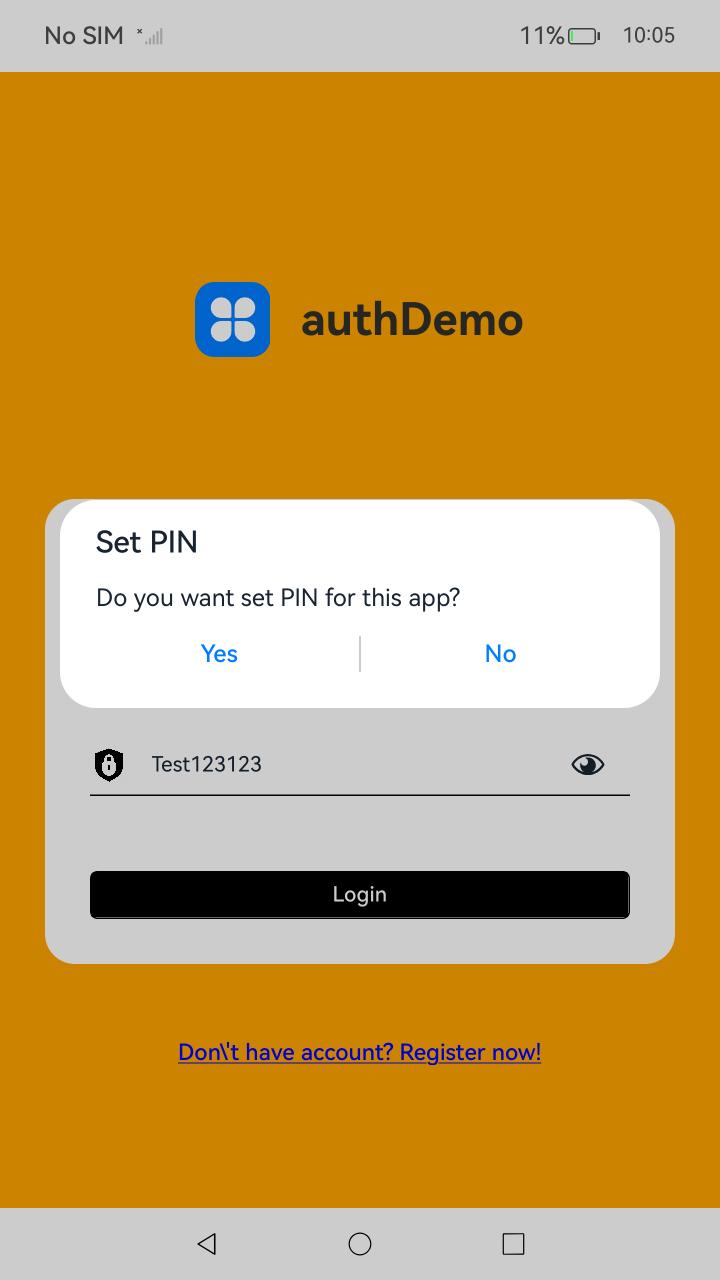 No SIM
11%
10:05
authDemo
Set PIN
Do you want set PIN for this app?
Yes
No
Test123123
Login
Don\'t have account? Register now!